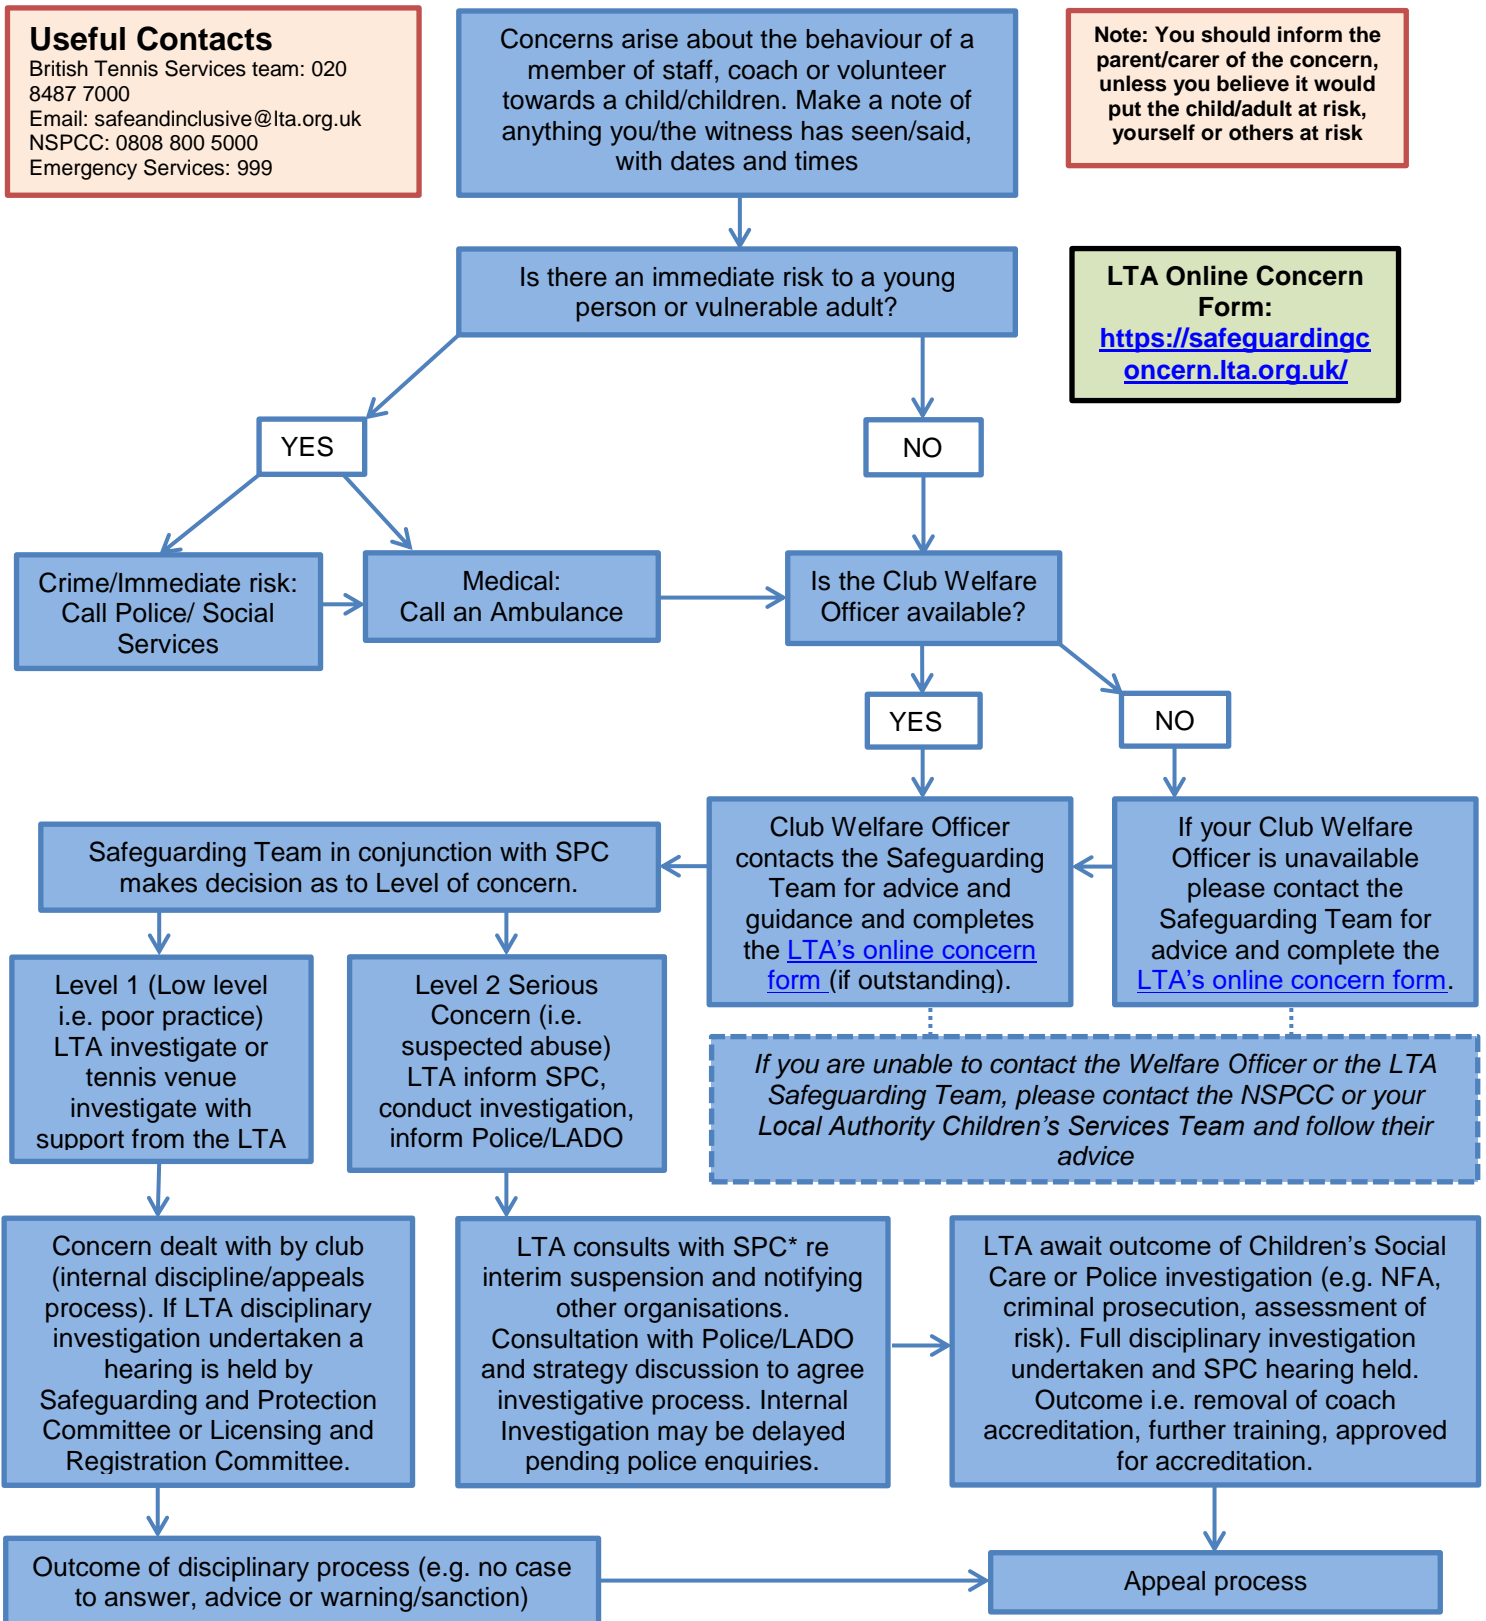 Useful Contacts
British Tennis Services team: 020
8487 7000
Email: safeandinclusive@lta.org.uk
NSPCC: 0808 800 5000
Emergency Services: 999
Concerns arise about the behaviour of a
member of staff, coach or volunteer
towards a child/children. Make a note of
anything you/the witness has seen/said,
with dates and times
Note: You should inform the
parent/carer of the concern,
unless you believe it would
put the child/adult at risk,
yourself or others at risk
Is there an immediate risk to a young
person or vulnerable adult?
LTA Online Concern
Form:
https://safeguardingc
oncern.lta.org.uk/
YES
NO
Crime/Immediate risk:
Call Police/ Social
Services
Medical:
Call an Ambulance
Is the Club Welfare
Officer available?
YES
NO
Safeguarding Team in conjunction with SPC
makes decision as to Level of concern.
Club Welfare Officer
contacts the Safeguarding
Team for advice and
guidance and completes
the LTA's online concern
form (if outstanding).
If your Club Welfare
Officer is unavailable
please contact the
Safeguarding Team for
advice and complete the
LTA's online concern form.
Level 1 (Low level
i.e. poor practice)
LTA investigate or
tennis venue
investigate with
support from the LTA
Level 2 Serious
Concern (i.e.
suspected abuse)
LTA inform SPC,
conduct investigation,
inform Police/LADO
If you are unable to contact the Welfare Officer or the LTA
Safeguarding Team, please contact the NSPCC or your
Local Authority Children's Services Team and follow their
advice
Concern dealt with by club
(internal discipline/appeals
process). If LTA disciplinary
investigation undertaken a
hearing is held by
Safeguarding and Protection
Committee or Licensing and
Registration Committee.
LTA consults with SPC* re
interim suspension and notifying
other organisations.
Consultation with Police/LADO
and strategy discussion to agree
investigative process. Internal
Investigation may be delayed
pending police enquiries.
LTA await outcome of Children's Social
Care or Police investigation (e.g. NFA,
criminal prosecution, assessment of
risk). Full disciplinary investigation
undertaken and SPC hearing held.
Outcome i.e. removal of coach
accreditation, further training, approved
for accreditation.
Outcome of disciplinary process (e.g. no case
to answer, advice or warning/sanction)
Appeal process